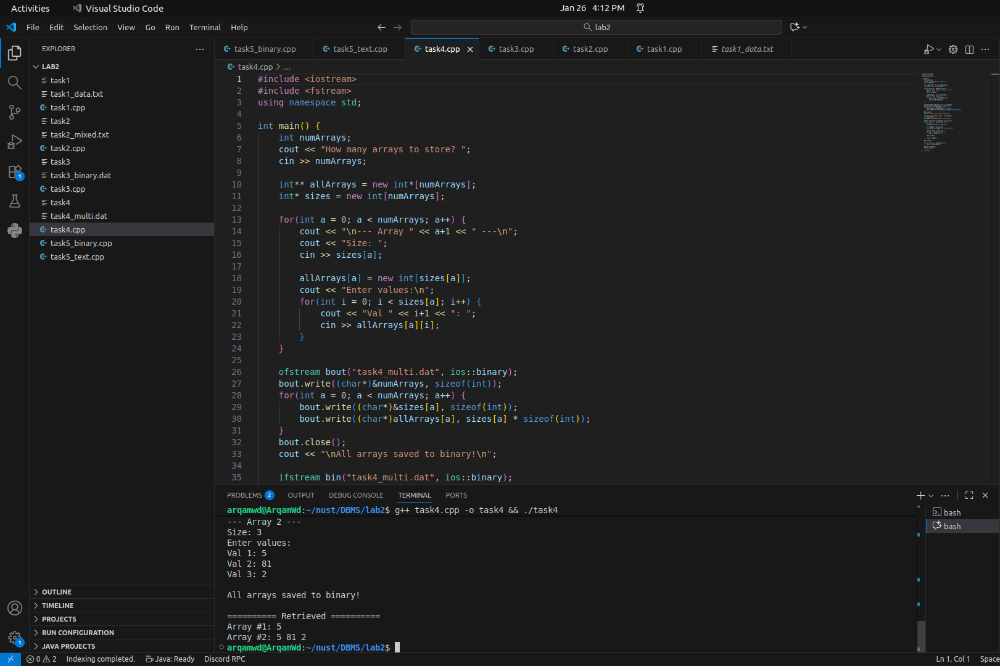 Activities Visual Studio Code Jan 26 4:12 PM
File Edit Selection View Go Run Terminal Help lab2
EXPLORER
LAB2
task1
task1_data.txt
task1.cpp
task2
task2_mixed.txt
task2.cpp
task3
task3_binary.dat
task3.cpp
task4
task4_multi.dat
task4.cpp
task5_binary.cpp
task5_text.cpp
OUTLINE
TIMELINE
PROJECTS
RUN CONFIGURATION
JAVA PROJECTS
1
1
task5_binary.cpp task5_text.cpp task4.cpp task3.cpp task2.cpp task1.cpp task1_data.txt
task4.cpp > ...
1 #include <iostream>
2 #include <fstream>
3 using namespace std;
4
5 int main() {
6 int numArrays;
7 cout << "How many arrays to store? ";
8 cin >> numArrays;
9
10 int** allArrays = new int*[numArrays];
11 int* sizes = new int[numArrays];
12
13 for(int a = 0; a < numArrays; a++) {
14 cout << "\n--- Array " << a+1 << " ---\n";
15 cout << "Size: ";
16 cin >> sizes[a];
17
18 allArrays[a] = new int[sizes[a]];
19 cout << "Enter values:\n";
20 for(int i = 0; i < sizes[a]; i++) {
21 cout << "Val " << i+1 << ": ";
22 cin >> allArrays[a][i];
23 }
24 }
25
26 ofstream bout("task4_multi.dat", ios::binary);
27 bout.write((char*)&numArrays, sizeof(int));
28 for(int a = 0; a < numArrays; a++) {
29 bout.write((char*)&sizes[a], sizeof(int));
30 bout.write((char*)allArrays[a], sizes[a] * sizeof(int));
31 }
32 bout.close();
33 cout << "\nAll arrays saved to binary!\n";
34
35 ifstream bin("task4_multi.dat", ios::binary);
PROBLEMS 2 OUTPUT DEBUG CONSOLE TERMINAL PORTS
arqamwd@ArqamWd:~/nust/DBMS/lab2$ g++ task4.cpp -o task4 && ./task4
--- Array 2 ---
Size: 3
Enter values:
Val 1: 5
Val 2: 81
Val 3: 2
All arrays saved to binary!
========== Retrieved ==========
Array #1: 5
Array #2: 5 81 2
arqamwd@ArqamWd:~/nust/DBMS/lab2$
bash
bash
0 2 Indexing completed. Java: Ready Discord RPC Ln 1, Col 1 Space